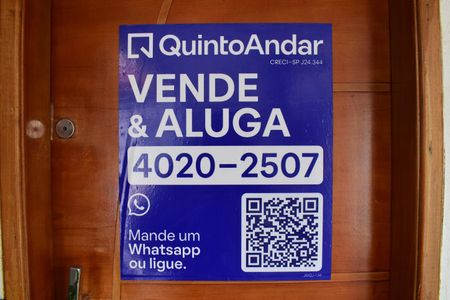 QuintoAndar
CRECI-SP J24.344
VENDE
& ALUGA
4020-2507
Mande um
Whatsapp
ou ligue.